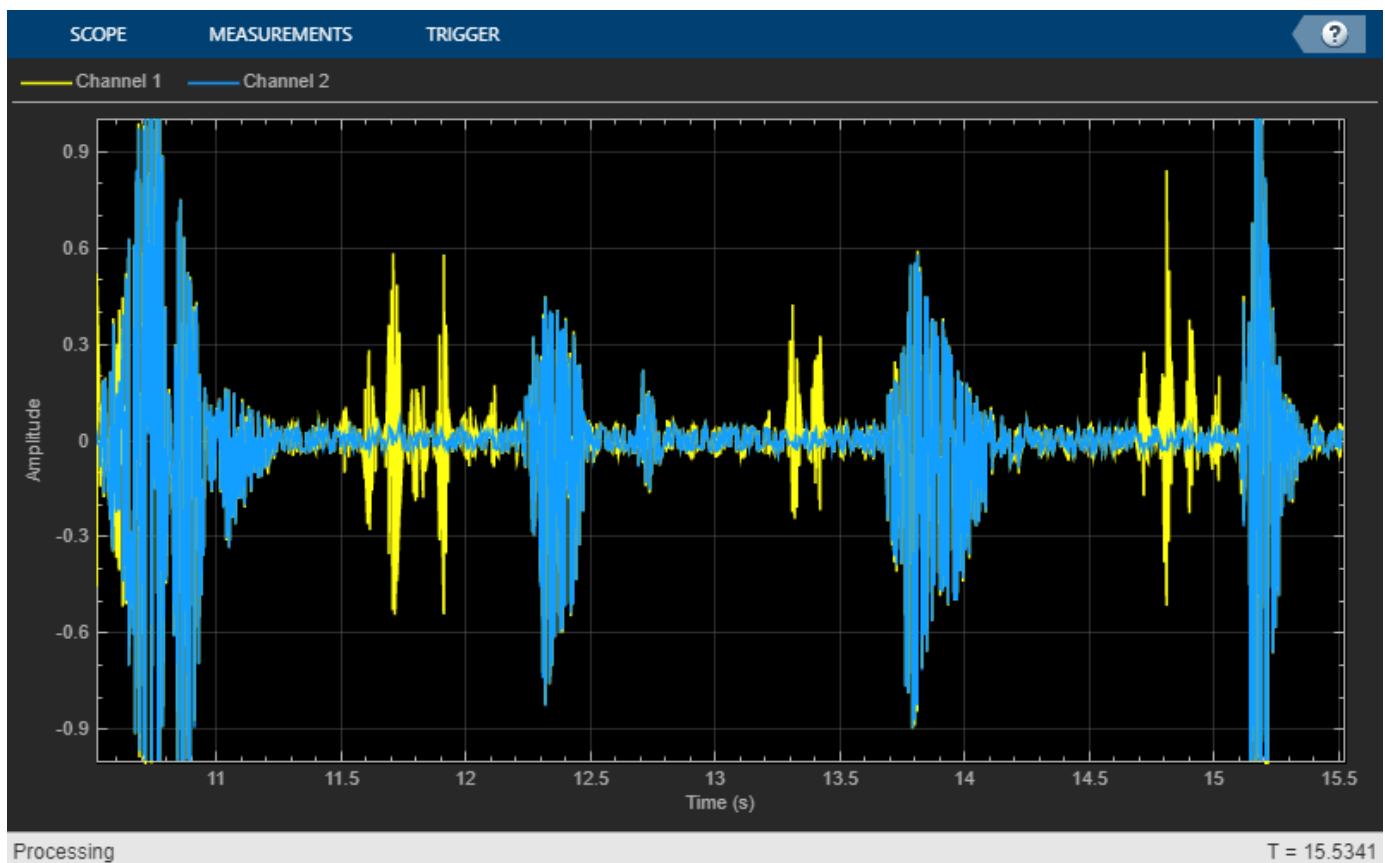 SCOPE MEASUREMENTS TRIGGER ?
Channel 1 Channel 2
0.9
0.6
0.3
0
-0.3
-0.6
-0.9
Amplitude
11 11.5 12 12.5 13 13.5 14 14.5 15 15.5
Time (s)
Processing T = 15.5341